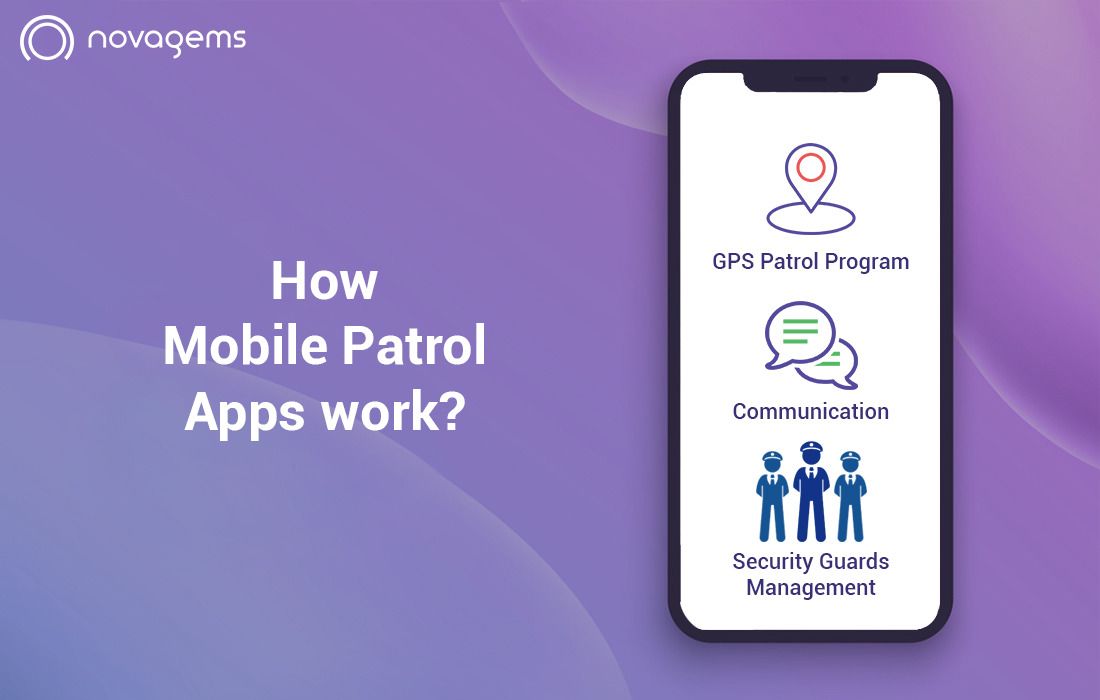 novagems
How
Mobile Patrol
Apps work?
GPS Patrol Program
Communication
Security Guards
Management